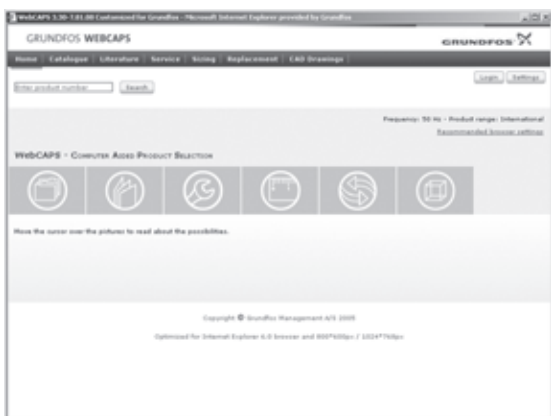 WebCAPS 3.30-7.01.00 Customized for Grundfos - Microsoft Internet Explorer provided by Grundfos
GRUNDFOS WEBCAPS
GRUNDFOS
Home | Catalogue | Literature | Service | Sizing | Replacement | CAD Drawings |
Enter product number Search
Login Settings
Frequency: 50 Hz - Product range: International
Recommended browser settings
WebCAPS - Computer Aided Product Selection
Move the cursor over the pictures to read about the possibilities.
Copyright © Grundfos Management A/S 2005
Optimized for Internet Explorer 6.0 browser and 800*600px / 1024*768px